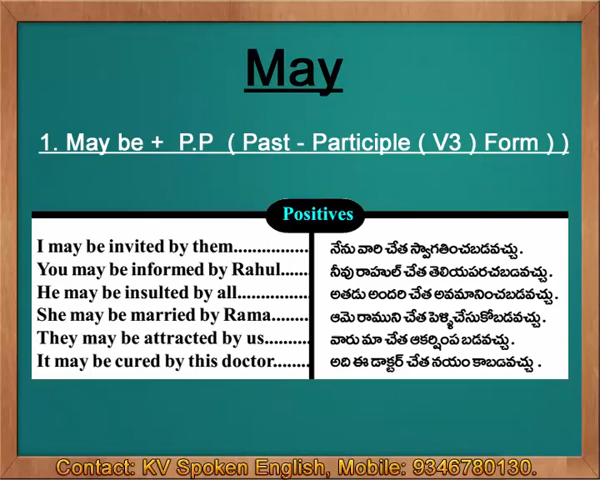 May
1. May be + P.P ( Past - Participle ( V3 ) Form ) )
Positives
I may be invited by them................ నేను వారి చేత స్వాగతించబడవచ్చు.
You may be informed by Rahul...... నీవు రాహుల్ చేత తెలియపరచబడవచ్చు.
He may be insulted by all............... అతడు అందరి చేత అవమానించబడవచ్చు.
She may be married by Rama........ ఆమె రాముని చేత పెళ్ళిచేసుకోబడవచ్చు.
They may be attracted by us.......... వారు మా చేత ఆకర్షింప బడవచ్చు.
It may be cured by this doctor........ అది ఈ డాక్టర్ చేత నయం కాబడవచ్చు .
Contact: KV Spoken English, Mobile: 9346780130.